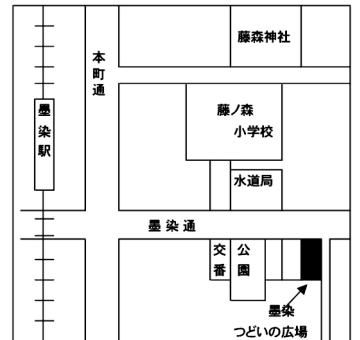 藤森神社
本町通
藤ノ森
小学校
墨染駅
水道局
墨染通
交番
公園
墨染
つどいの広場